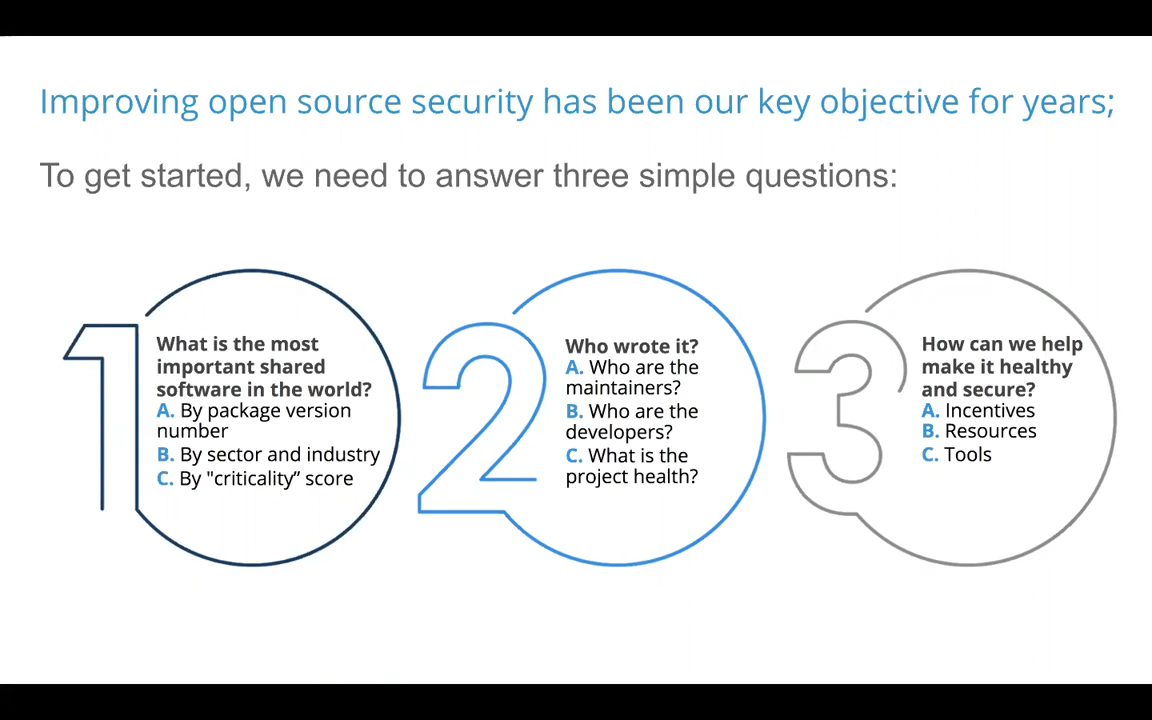 Improving open source security has been our key objective for years;
To get started, we need to answer three simple questions:
1
What is the most
important shared
software in the world?
A. By package version
number
B. By sector and industry
C. By "criticality” score
2
Who wrote it?
A. Who are the
maintainers?
B. Who are the
developers?
C. What is the
project health?
3
How can we help
make it healthy
and secure?
A. Incentives
B. Resources
C. Tools